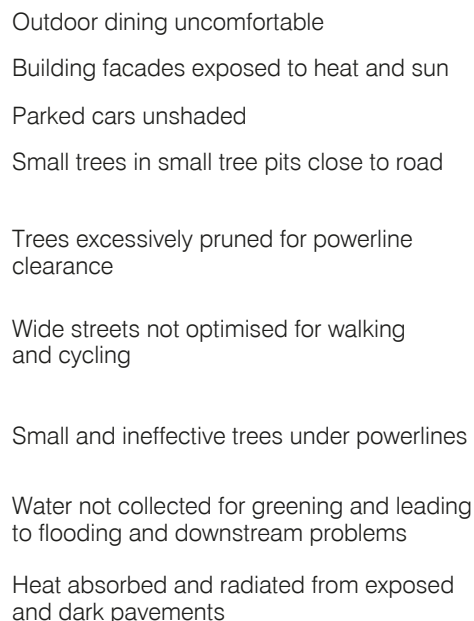 Outdoor dining uncomfortable
Building facades exposed to heat and sun
Parked cars unshaded
Small trees in small tree pits close to road
Trees excessively pruned for powerline
clearance
Wide streets not optimised for walking
and cycling
Small and ineffective trees under powerlines
Water not collected for greening and leading
to flooding and downstream problems
Heat absorbed and radiated from exposed
and dark pavements